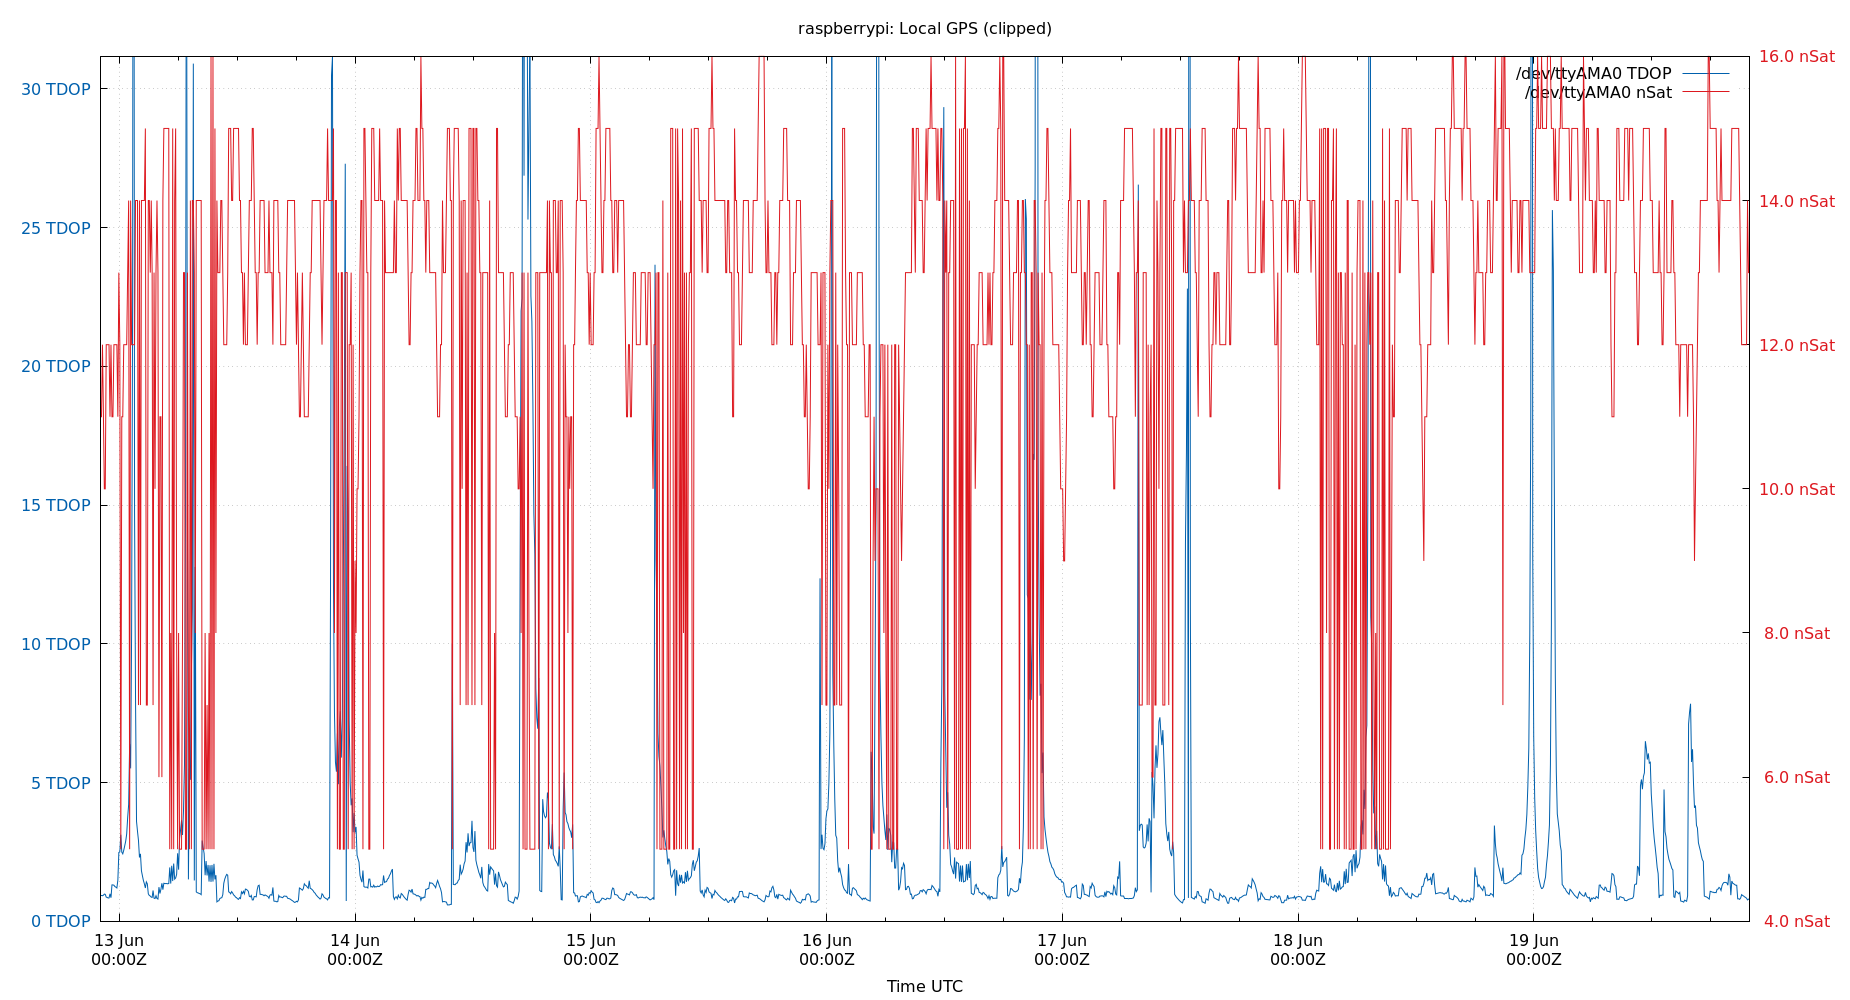 raspberrypi: Local GPS (clipped)
30 TDOP
25 TDOP
20 TDOP
15 TDOP
10 TDOP
5 TDOP
0 TDOP
16.0 nSat
14.0 nSat
12.0 nSat
10.0 nSat
8.0 nSat
6.0 nSat
4.0 nSat
/dev/ttyAMA0 TDOP
/dev/ttyAMA0 nSat
13 Jun 14 Jun 15 Jun 16 Jun 17 Jun 18 Jun 19 Jun
00:00Z 00:00Z 00:00Z 00:00Z 00:00Z 00:00Z 00:00Z
Time UTC